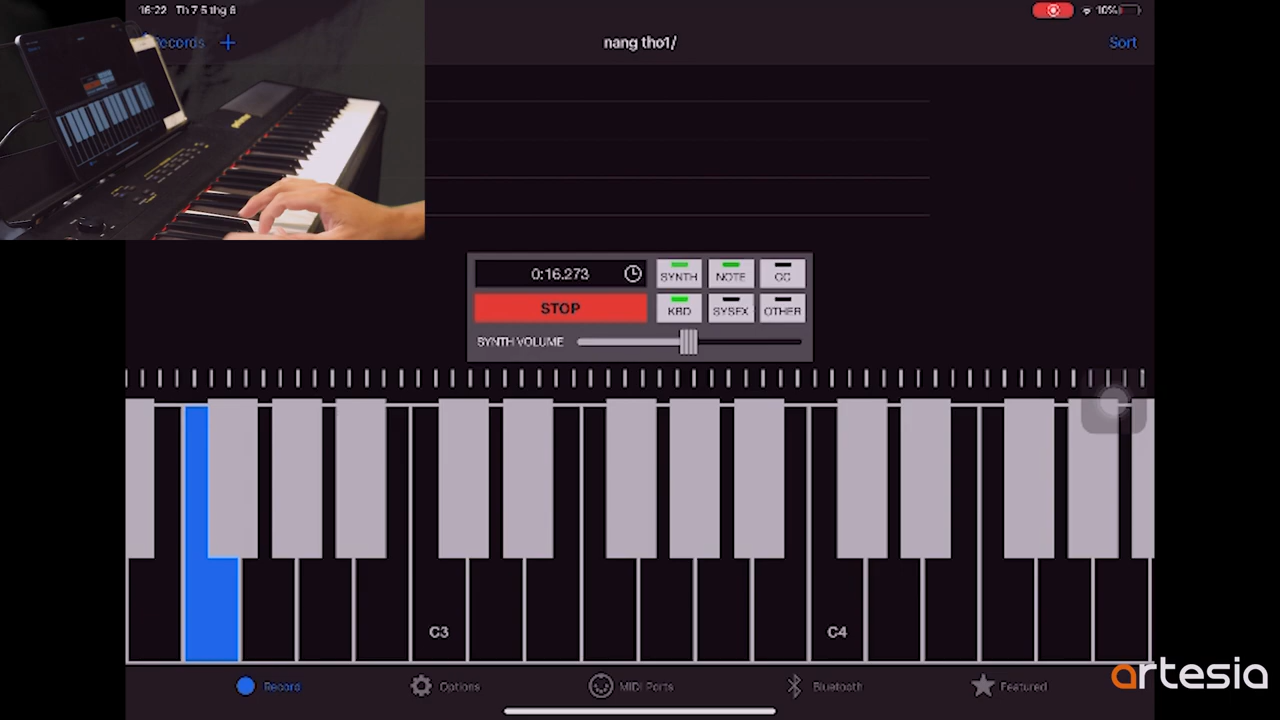 16:22 Th 7 5 thg 8
10%
Records +
nang tho1/
Sort
0:16.273
SYNTH
NOTE
CC
STOP
KBD
SYSEX
OTHER
SYNTH VOLUME
C3
C4
Record
Options
MIDI Ports
Bluetooth
Featured
artesia